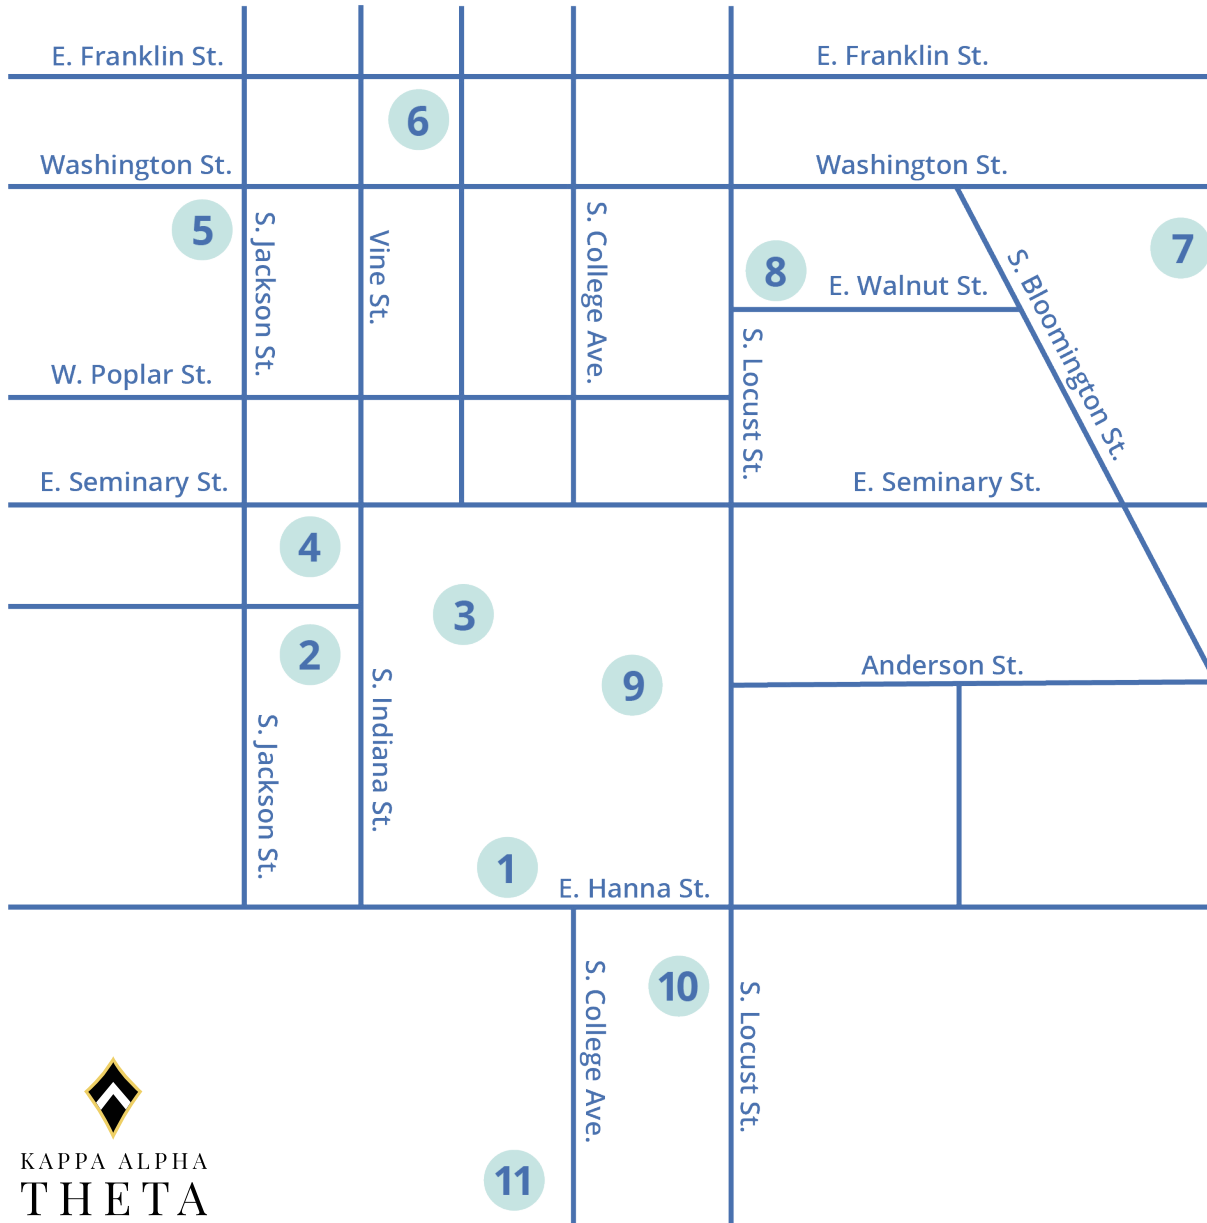 E. Franklin St.
E. Franklin St.
6
Washington St.
Washington St.
5
S. Jackson St.
Vine St.
S. College Ave.
8
7
E. Walnut St.
S. Bloomington St.
W. Poplar St.
S. Locust St.
E. Seminary St.
E. Seminary St.
4
3
2
9
Anderson St.
S. Indiana St.
S. Jackson St.
1
E. Hanna St.
10
S. College Ave.
S. Locust St.
11
KAPPA ALPHA
THETA